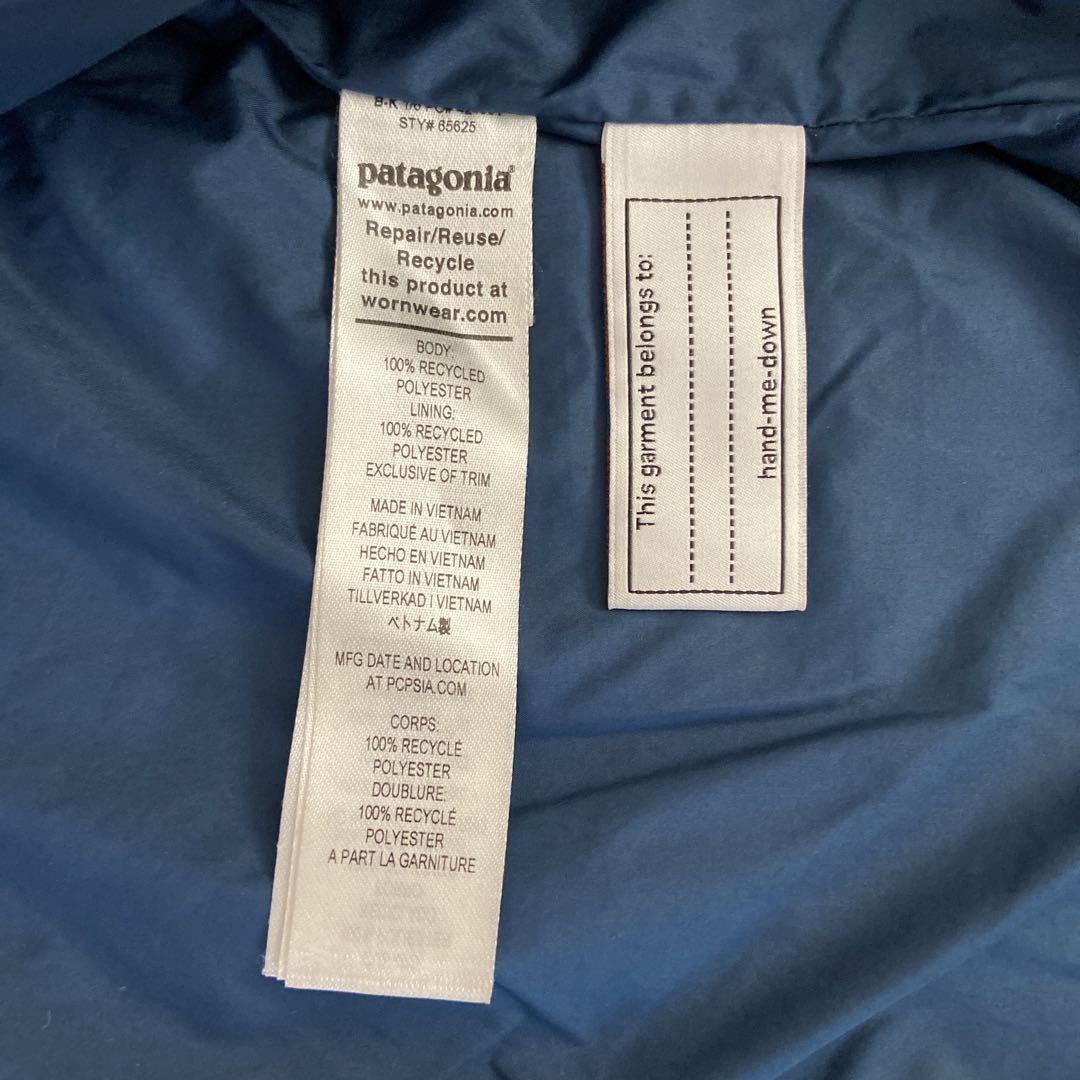 STY# 65625
patagonia®
www.patagonia.com
Repair/Reuse/
Recycle
this product at
wornwear.com
BODY:
100% RECYCLED
POLYESTER
LINING:
100% RECYCLED
POLYESTER
EXCLUSIVE OF TRIM
MADE IN VIETNAM
FABRIQUÉ AU VIETNAM
HECHO EN VIETNAM
FATTO IN VIETNAM
TILLVERKAD I VIETNAM
ベトナム製
MFG DATE AND LOCATION
AT PCPSIA.COM
CORPS:
100% RECYCLÉ
POLYESTER
DOUBLURE:
100% RECYCLÉ
POLYESTER
A PART LA GARNITURE
This garment belongs to:
hand-me-down